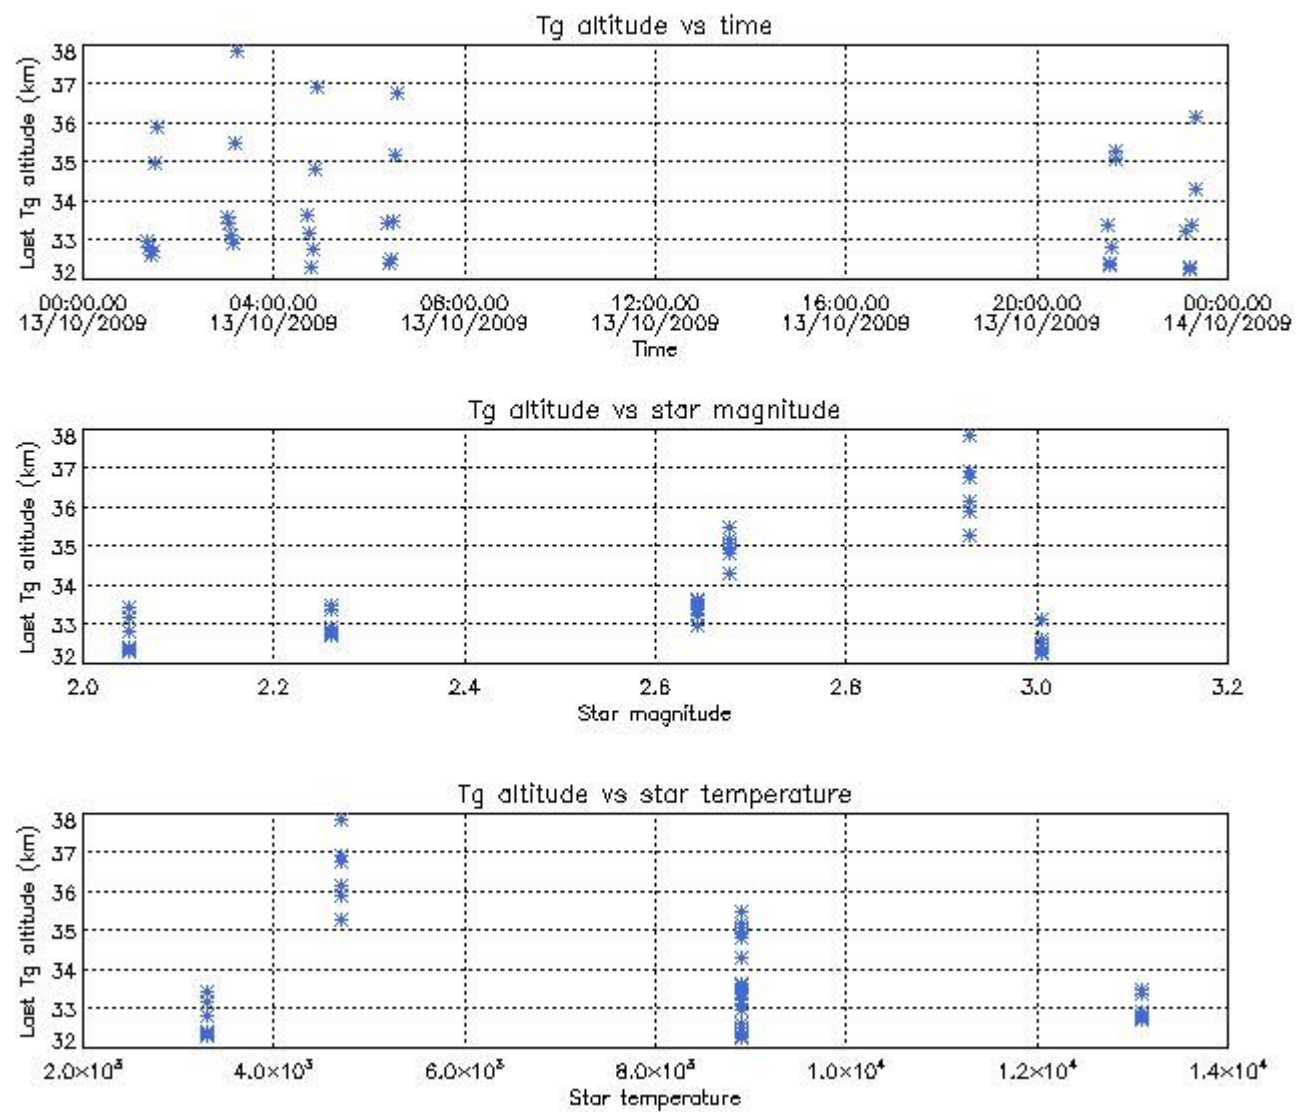 Tg altitude vs time
Last Tg altitude (km)
38
37
36
35
34
33
32
00:00.00 04:00.00 08:00.00 12:00.00 16:00.00 20:00.00 00:00.00
13/10/2009 13/10/2009 13/10/2009 13/10/2009 13/10/2009 13/10/2009 14/10/2009
Time
Tg altitude vs star magnitude
Last Tg altitude (km)
38
37
36
35
34
33
32
2.0 2.2 2.4 2.6 2.8 3.0 3.2
Star magnitude
Tg altitude vs star temperature
Last Tg altitude (km)
38
37
36
35
34
33
32
2.0×10³ 4.0×10³ 6.0×10³ 8.0×10³ 1.0×10⁴ 1.2×10⁴ 1.4×10⁴
Star temperature